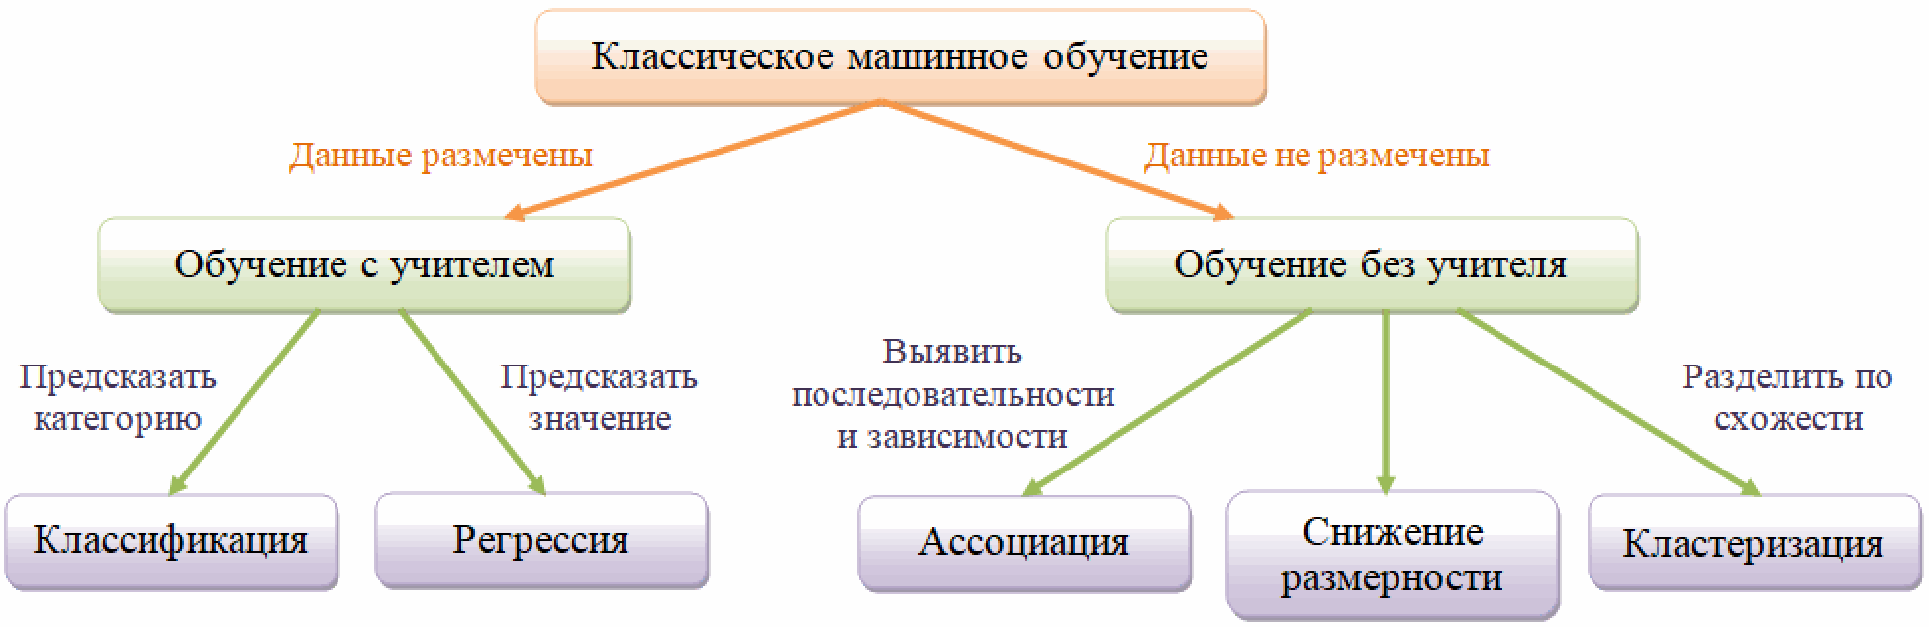 Классическое машинное обучение
Данные размечены
Данные не размечены
Обучение с учителем
Обучение без учителя
Предсказать
категорию
Предсказать
значение
Выявить
последовательности
и зависимости
Разделить по
схожести
Классификация
Регрессия
Ассоциация
Снижение
размерности
Кластеризация